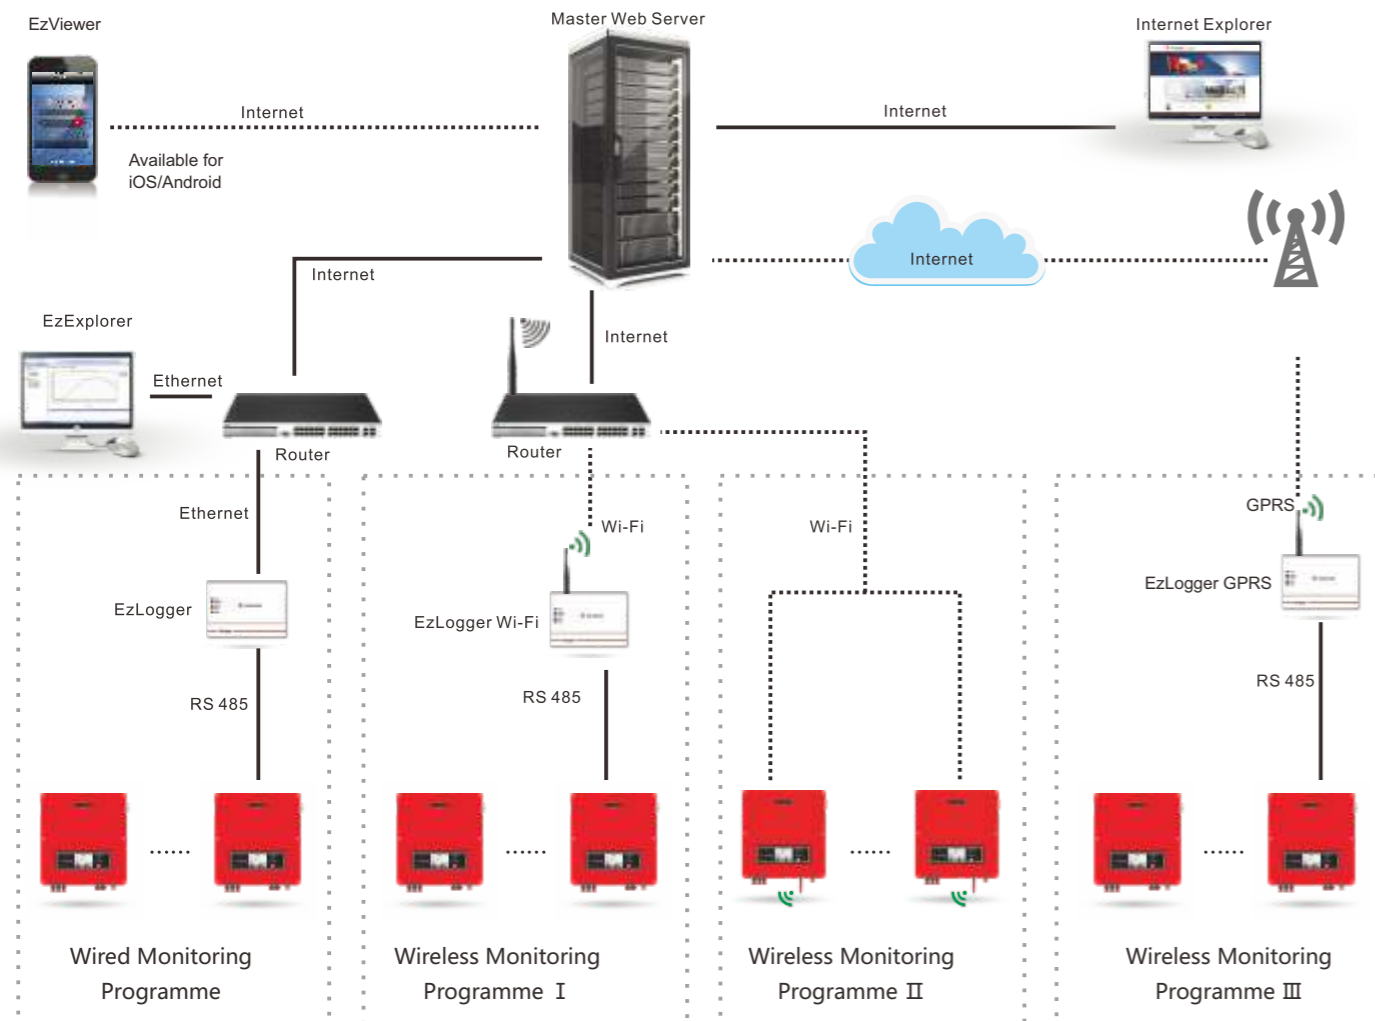 EzViewer
Master Web Server
Internet Explorer
Internet
Internet
Available for
iOS/Android
Internet
Internet
EzExplorer
Internet
Ethernet
Router
Router
Ethernet
Wi-Fi
Wi-Fi
GPRS
EzLogger
EzLogger Wi-Fi
EzLogger GPRS
RS 485
RS 485
RS 485
......
......
......
......
Wired Monitoring
Programme
Wireless Monitoring
Programme Ⅰ
Wireless Monitoring
Programme Ⅱ
Wireless Monitoring
Programme Ⅲ